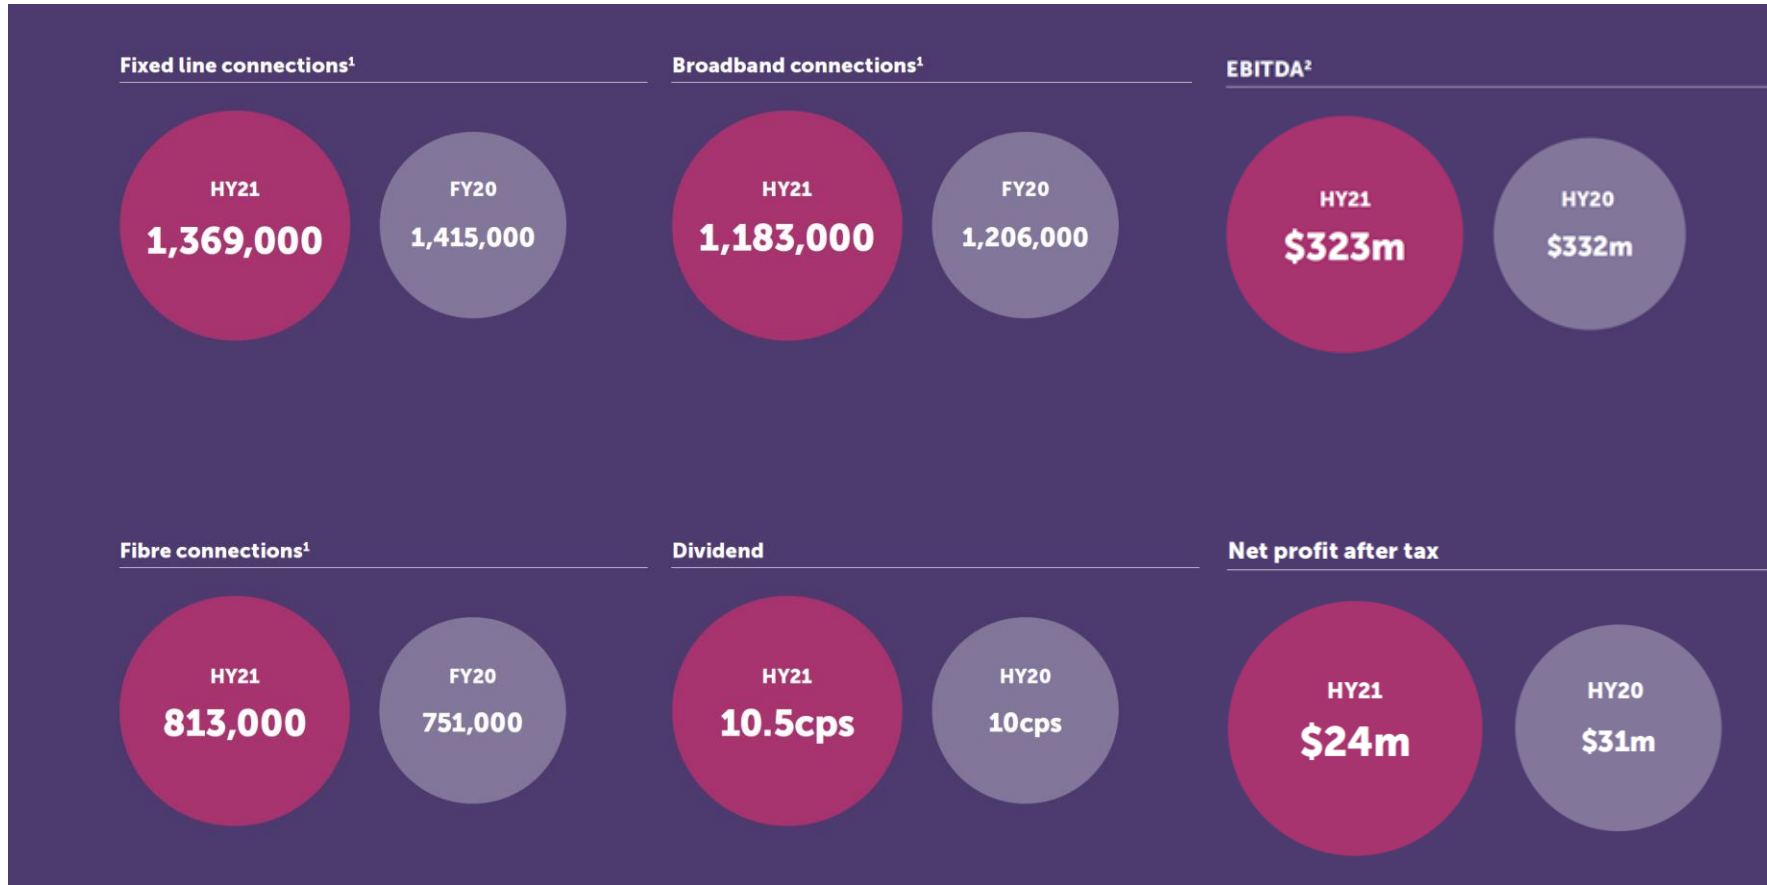 Fixed line connections¹
HY21
1,369,000
FY20
1,415,000
Broadband connections¹
HY21
1,183,000
FY20
1,206,000
EBITDA²
HY21
$323m
HY20
$332m
Fibre connections¹
HY21
813,000
FY20
751,000
Dividend
HY21
10.5cps
HY20
10cps
Net profit after tax
HY21
$24m
HY20
$31m